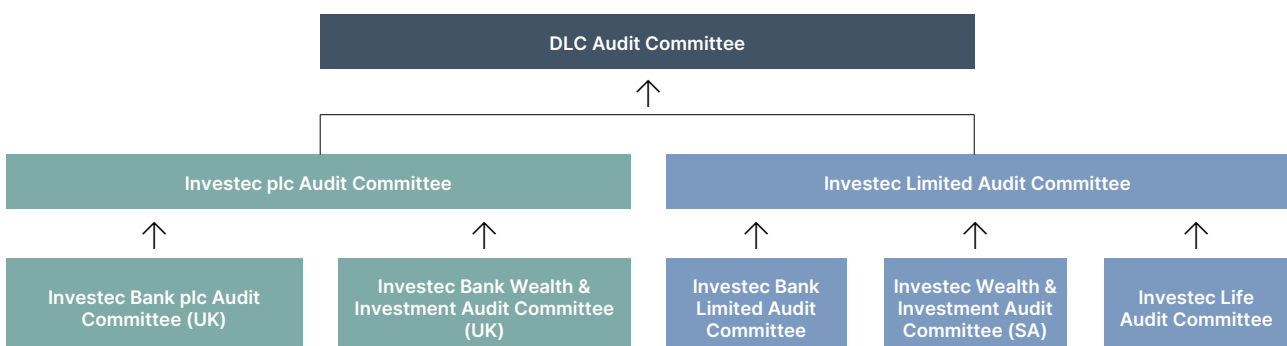 DLC Audit Committee
Investec plc Audit Committee
Investec Limited Audit Committee
Investec Bank plc Audit
Committee (UK)
Investec Bank Wealth &
Investment Audit Committee
(UK)
Investec Bank
Limited Audit
Committee
Investec Wealth &
Investment Audit
Committee (SA)
Investec Life
Audit Committee